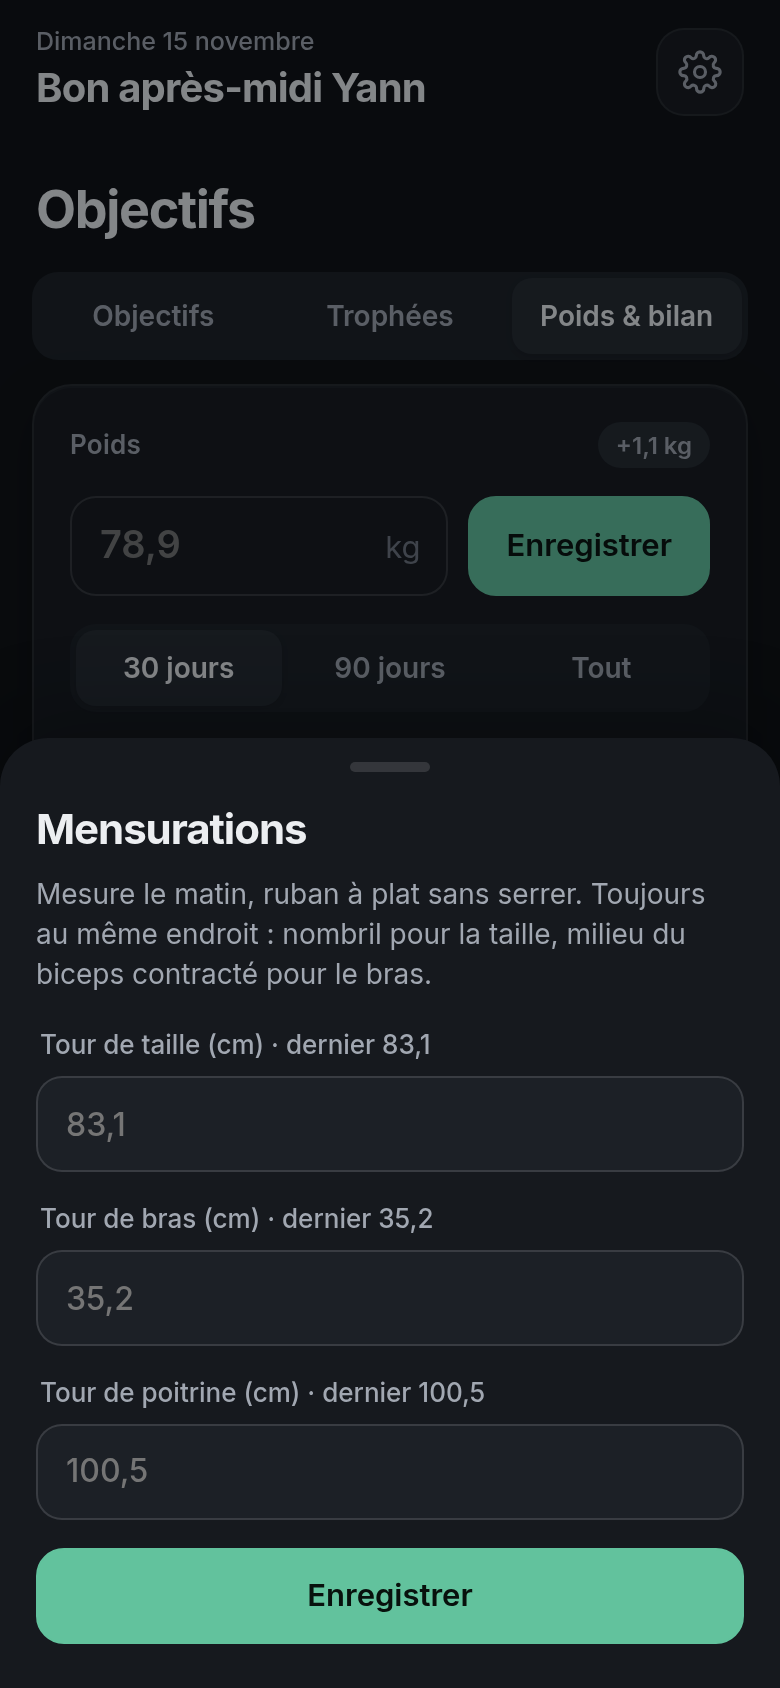 Dimanche 15 novembre
Bon après-midi Yann
Objectifs
Objectifs
Trophées
Poids & bilan
Poids
+1,1 kg
78,9
kg
Enregistrer
30 jours
90 jours
Tout
Mensurations
Mesure le matin, ruban à plat sans serrer. Toujours
au même endroit : nombril pour la taille, milieu du
biceps contracté pour le bras.
Tour de taille (cm) · dernier 83,1
83,1
Tour de bras (cm) · dernier 35,2
35,2
Tour de poitrine (cm) · dernier 100,5
100,5
Enregistrer